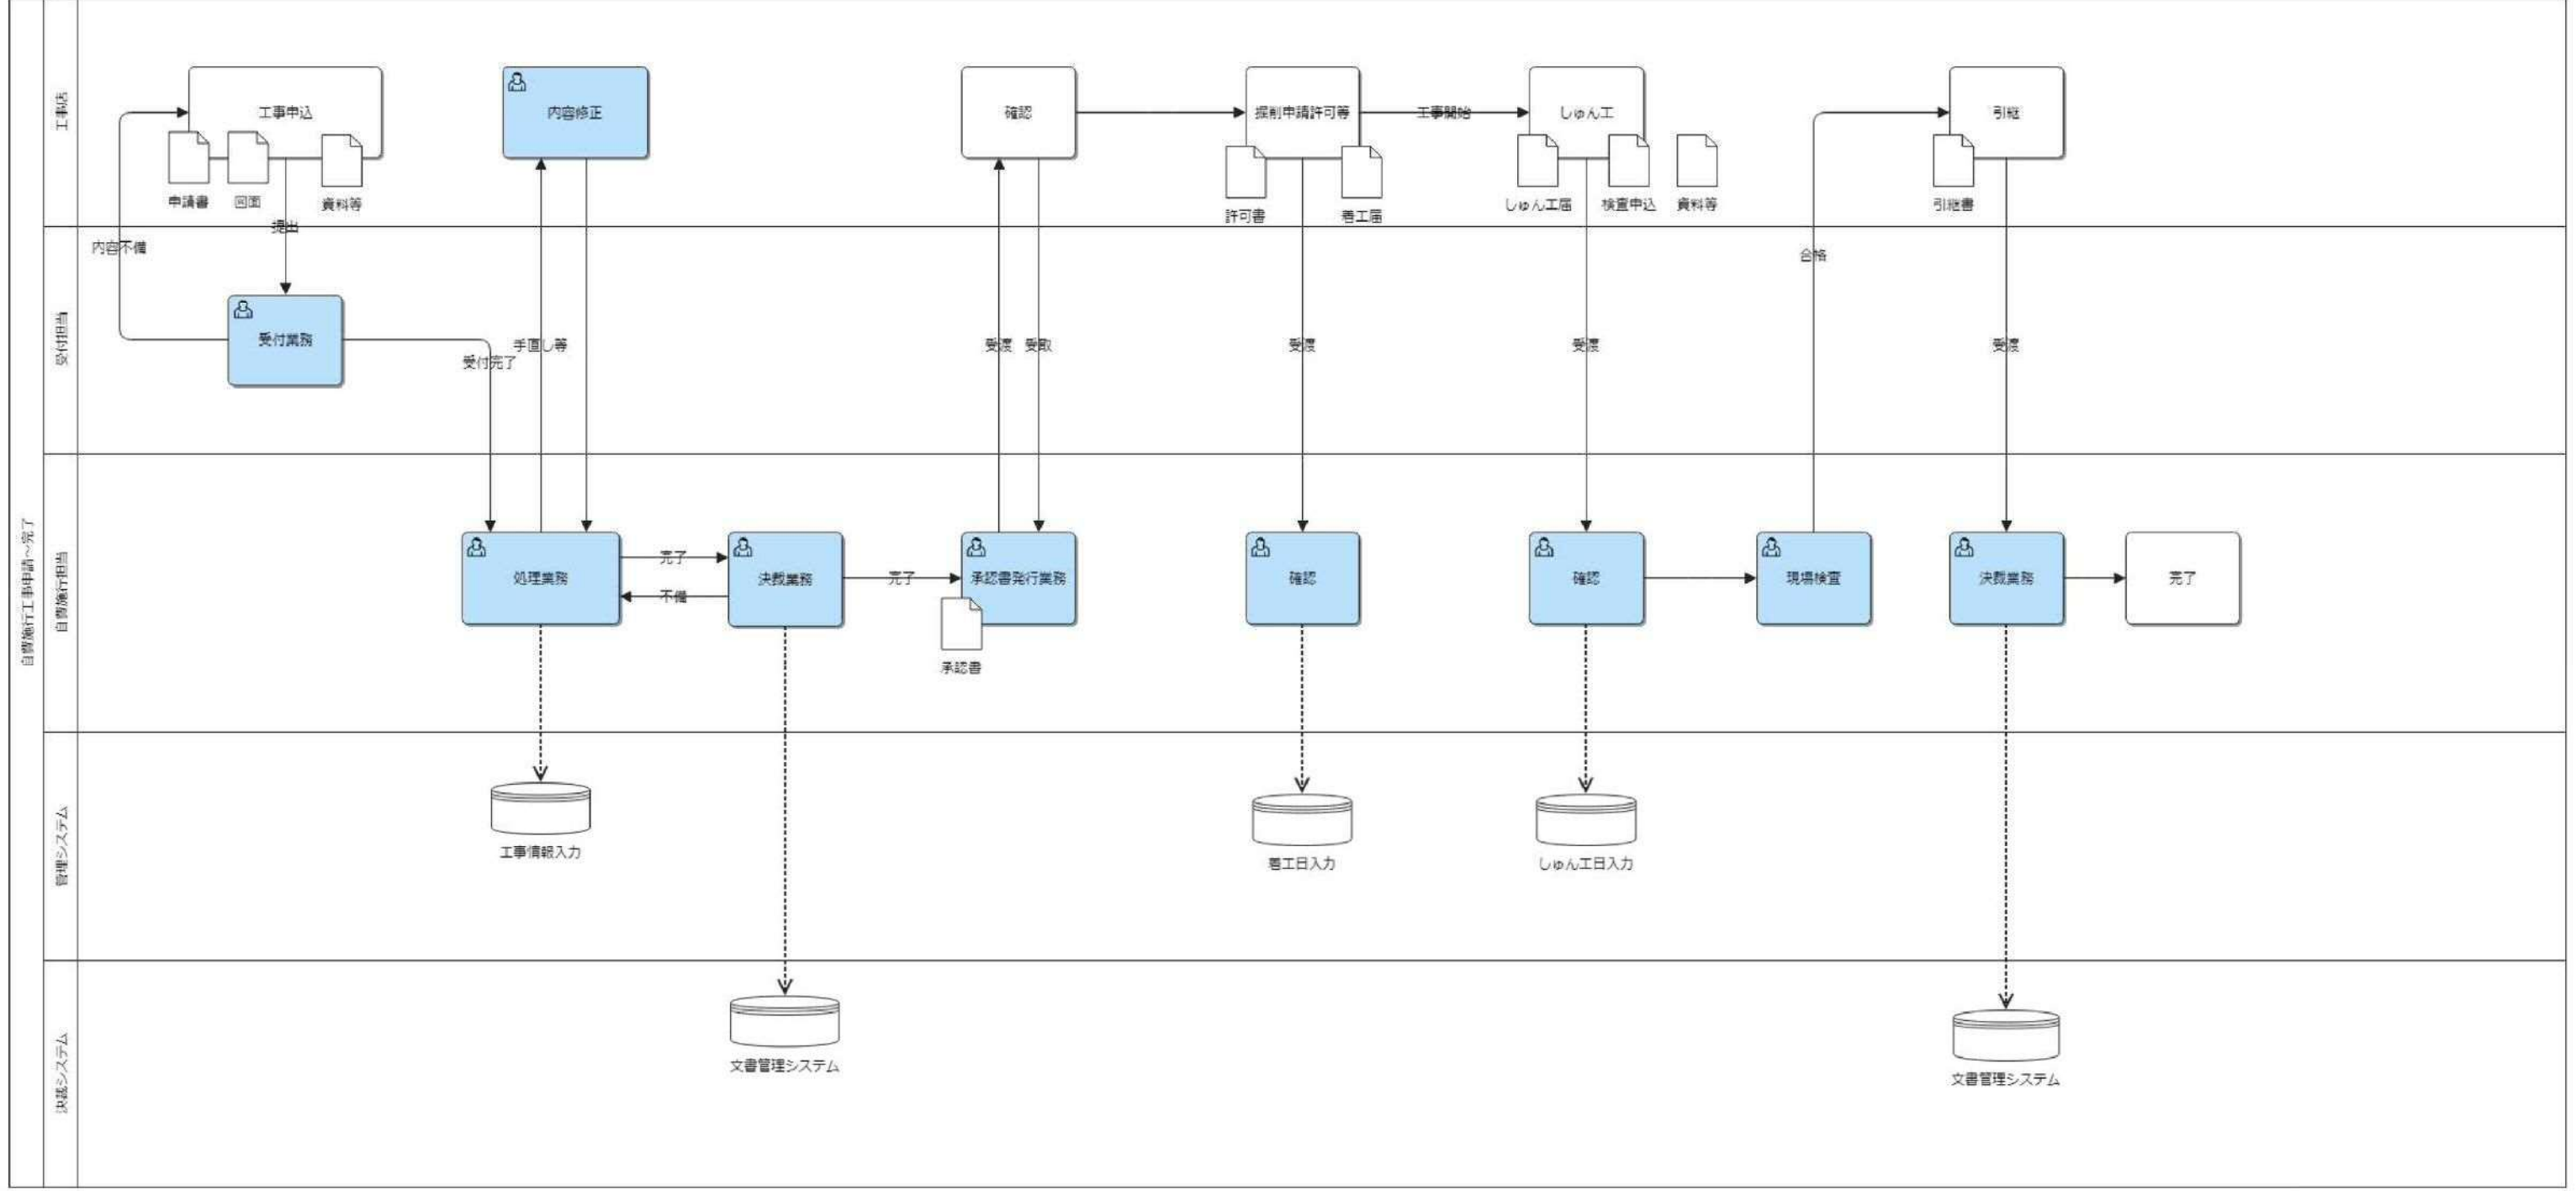 自費施行工事申請～完了
工事店
工事申込
申請書
図面
資料等
提出
内容不備
内容修正
確認
掘削申請許可等
許可書
着工届
工事開始
しゅん工
しゅん工届
検査申込
資料等
引継
引継書
合格
受付担当
受付業務
受付完了
手直し等
受渡
受取
受渡
受渡
受渡
自費施行担当
処理業務
完了
不備
決裁業務
完了
承認書発行業務
承認書
確認
確認
現場検査
決裁業務
完了
管理システム
工事情報入力
着工日入力
しゅん工日入力
決裁システム
文書管理システム
文書管理システム